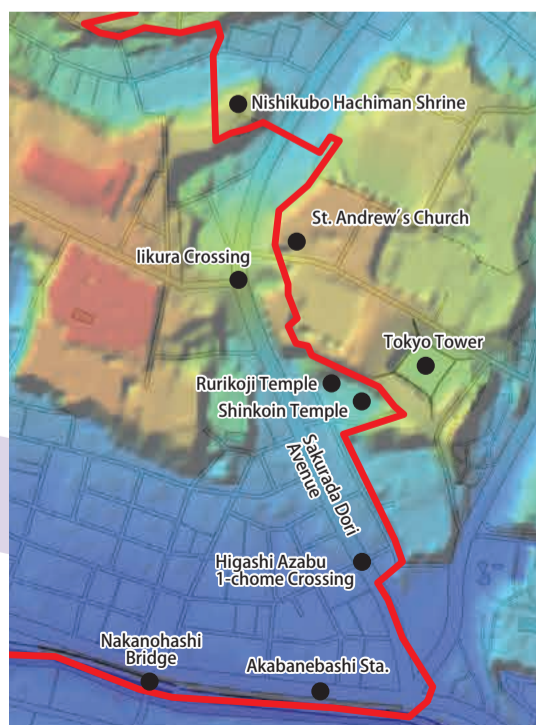 Nishikubo Hachiman Shrine
St. Andrew's Church
Iikura Crossing
Tokyo Tower
Rurikoji Temple
Shinkoin Temple
Sakurada Dori
Avenue
Higashi Azabu
1-chome Crossing
Nakanohashi
Bridge
Akabanebashi Sta.